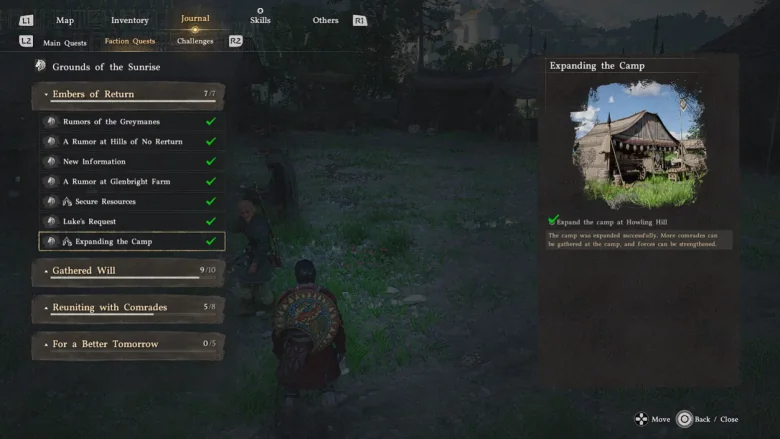 L1 Map Inventory Journal Skills Others R1
L2 Main Quests Faction Quests Challenges R2
Grounds of the Sunrise
Embers of Return 7/7
Rumors of the Greymanes
A Rumor at Hills of No Rerturn
New Information
A Rumor at Glenbright Farm
Secure Resources
Luke's Request
Expanding the Camp
Gathered Will 9/10
Reuniting with Comrades 5/8
For a Better Tomorrow 0/5
Expanding the Camp
Expand the camp at Howling Hill
The camp was expanded succesfully. More comrades can
be gathered at the camp, and forces can be strengthened.
Move Back / Close